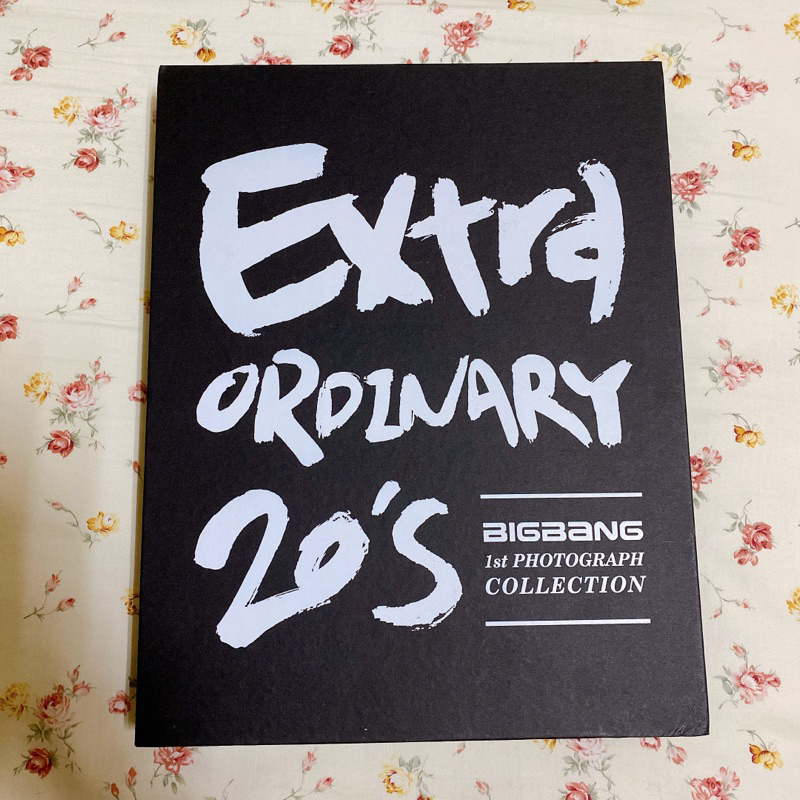 Extra
ORDINARY
20'S
BIGBANG
1st PHOTOGRAPH
COLLECTION